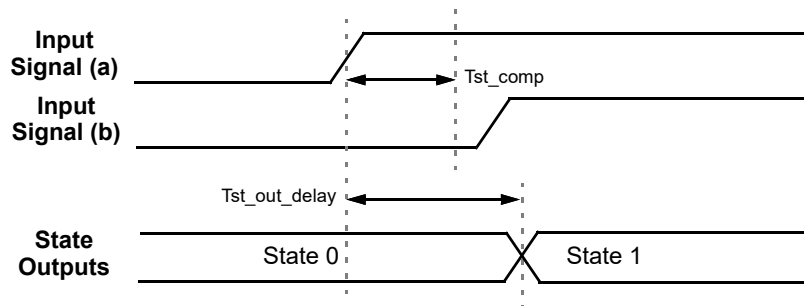 Input
Signal (a)
Tst_comp
Input
Signal (b)
Tst_out_delay
State
Outputs
State 0
State 1